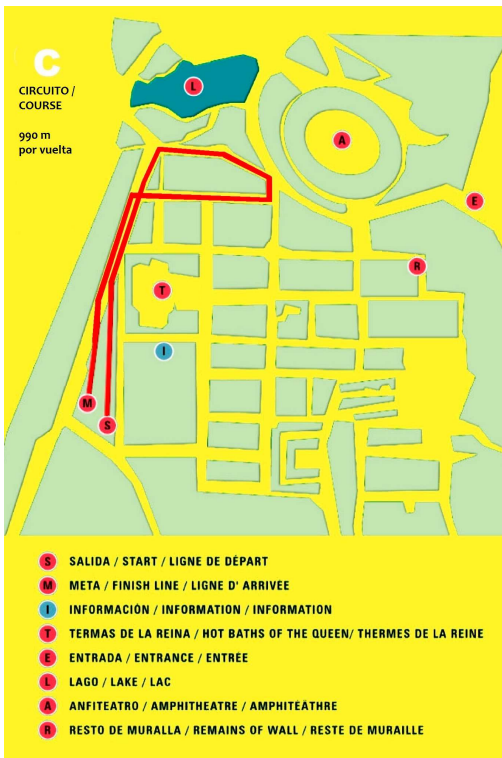 C
CIRCUITO /
COURSE
990 m
por vuelta
L
A
E
R
T
I
M
S
S SALIDA / START / LIGNE DE DÉPART
M META / FINISH LINE / LIGNE D' ARRIVÉE
I INFORMACIÓN / INFORMATION / INFORMATION
T TERMAS DE LA REINA / HOT BATHS OF THE QUEEN/ THERMES DE LA REINE
E ENTRADA / ENTRANCE / ENTRÉE
L LAGO / LAKE / LAC
A ANFITEATRO / AMPHITHEATRE / AMPHITÉÂTHRE
R RESTO DE MURALLA / REMAINS OF WALL / RESTE DE MURAILLE